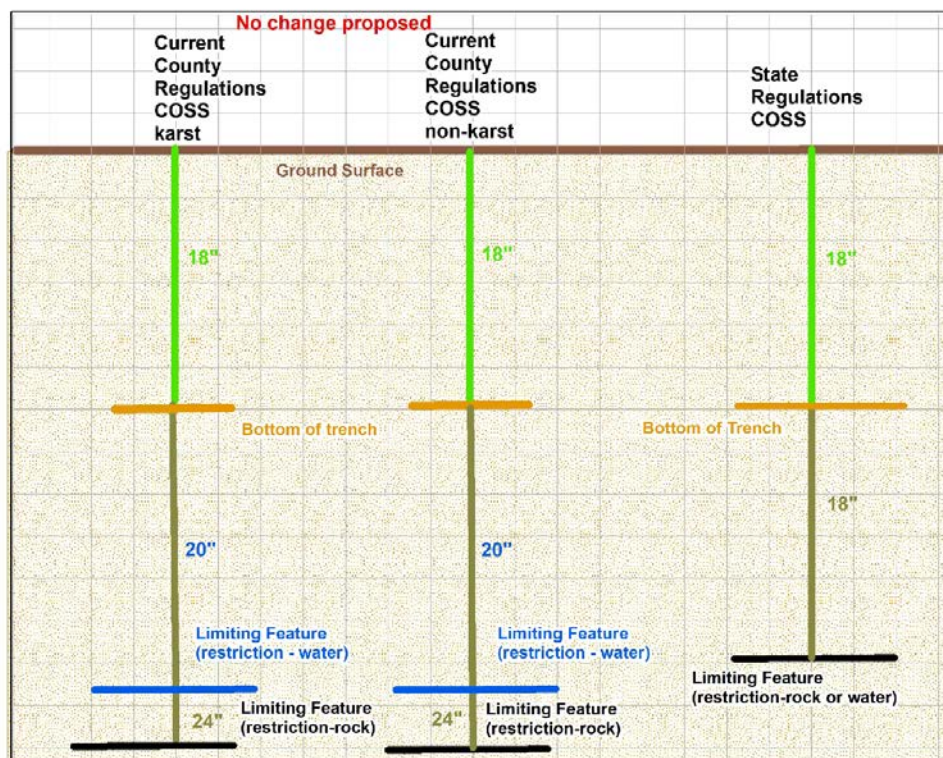 No change proposed
Current
County
Regulations
COSS
karst
Current
County
Regulations
COSS
non-karst
State
Regulations
COSS
Ground Surface
18"
18"
18"
Bottom of trench
Bottom of Trench
18"
20"
20"
Limiting Feature
(restriction - water)
Limiting Feature
(restriction - water)
Limiting Feature
(restriction-rock or water)
24"
Limiting Feature
(restriction-rock)
24"
Limiting Feature
(restriction-rock)